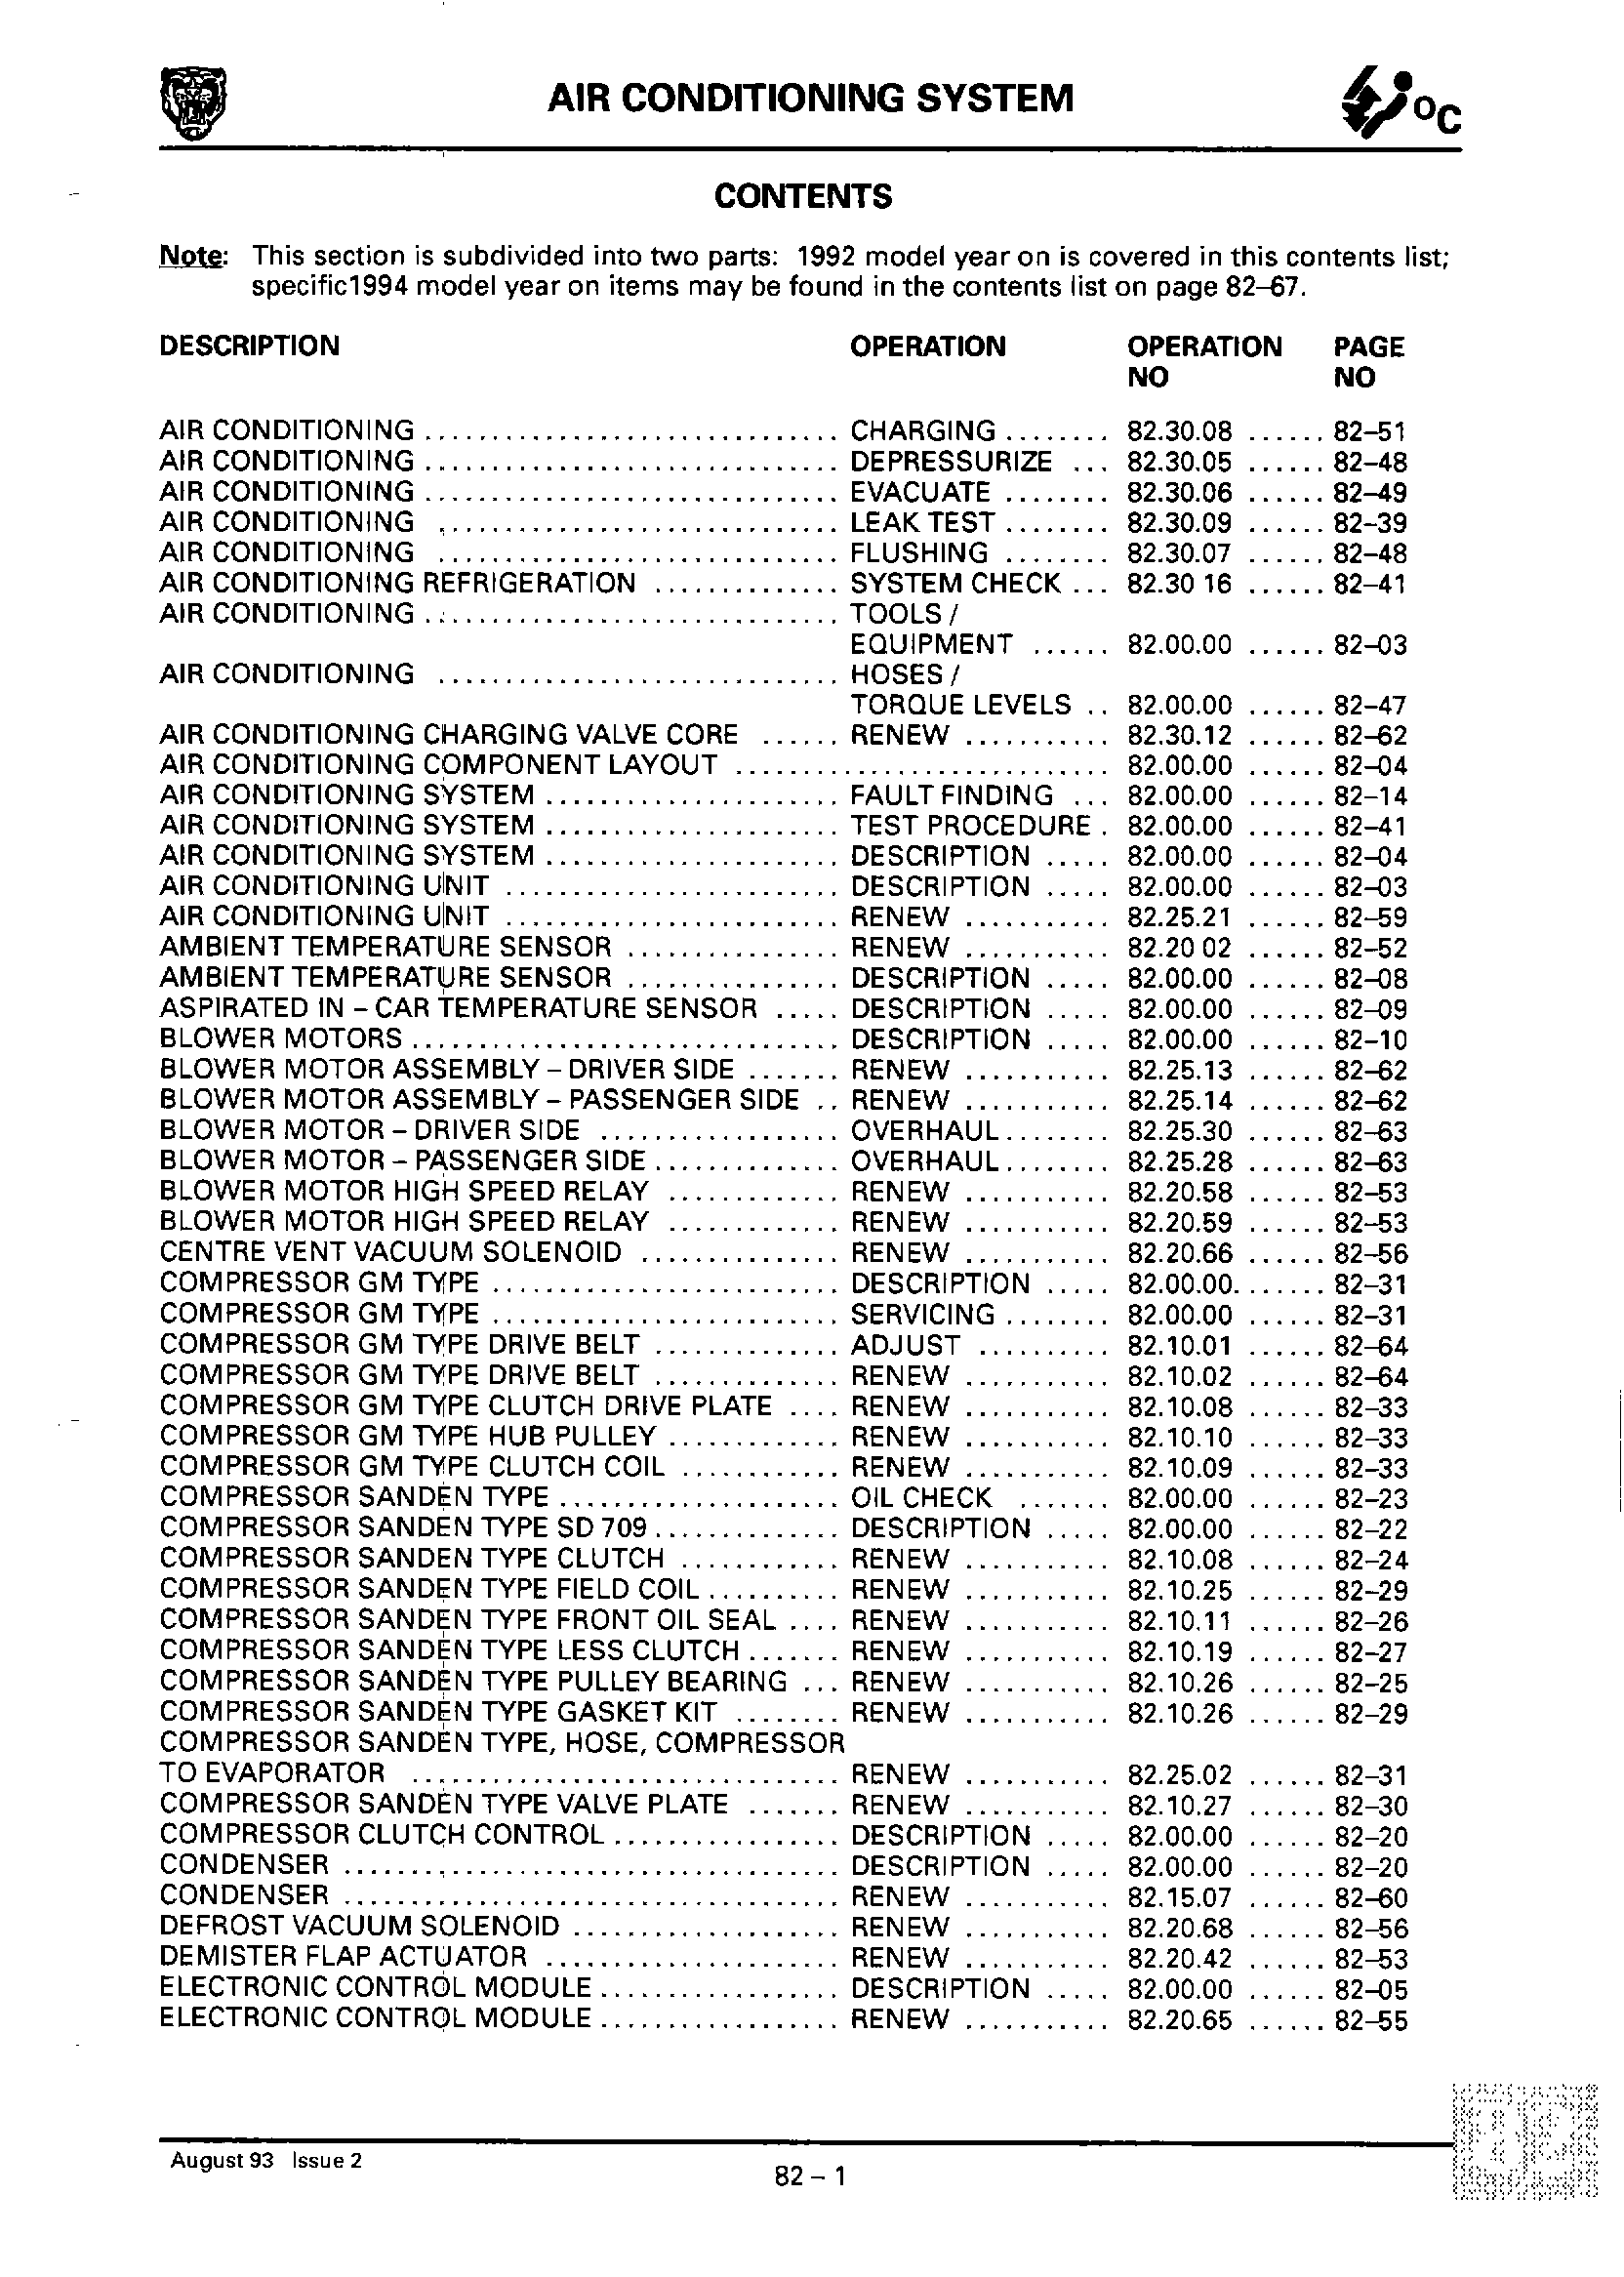 AIR CONDITIONING SYSTEM
ºC
CONTENTS
Note: This section is subdivided into two parts: 1992 model year on is covered in this contents list;
specific1994 model year on items may be found in the contents list on page 82–67.
DESCRIPTION OPERATION OPERATION PAGE
NO NO
AIR CONDITIONING ............................... CHARGING ........ 82.30.08 ...... 82–51
AIR CONDITIONING ............................... DEPRESSURIZE ... 82.30.05 ...... 82–48
AIR CONDITIONING ............................... EVACUATE ........ 82.30.06 ...... 82–49
AIR CONDITIONING .............................. LEAK TEST ........ 82.30.09 ...... 82–39
AIR CONDITIONING .............................. FLUSHING ........ 82.30.07 ...... 82–48
AIR CONDITIONING REFRIGERATION .............. SYSTEM CHECK ... 82.30 16 ...... 82–41
AIR CONDITIONING ............................... TOOLS /
EQUIPMENT ...... 82.00.00 ...... 82–03
AIR CONDITIONING .............................. HOSES /
TORQUE LEVELS .. 82.00.00 ...... 82–47
AIR CONDITIONING CHARGING VALVE CORE ...... RENEW ........... 82.30.12 ...... 82–62
AIR CONDITIONING COMPONENT LAYOUT ............................ 82.00.00 ...... 82–04
AIR CONDITIONING SYSTEM ...................... FAULT FINDING ... 82.00.00 ...... 82–14
AIR CONDITIONING SYSTEM ...................... TEST PROCEDURE . 82.00.00 ...... 82–41
AIR CONDITIONING SYSTEM ...................... DESCRIPTION ..... 82.00.00 ...... 82–04
AIR CONDITIONING UNIT ......................... DESCRIPTION ..... 82.00.00 ...... 82–03
AIR CONDITIONING UNIT ......................... RENEW ........... 82.25.21 ...... 82–59
AMBIENT TEMPERATURE SENSOR ................ RENEW ........... 82.20 02 ...... 82–52
AMBIENT TEMPERATURE SENSOR ................ DESCRIPTION ..... 82.00.00 ...... 82–08
ASPIRATED IN – CAR TEMPERATURE SENSOR ..... DESCRIPTION ..... 82.00.00 ...... 82–09
BLOWER MOTORS ................................ DESCRIPTION ..... 82.00.00 ...... 82–10
BLOWER MOTOR ASSEMBLY – DRIVER SIDE ....... RENEW ........... 82.25.13 ...... 82–62
BLOWER MOTOR ASSEMBLY – PASSENGER SIDE .. RENEW ........... 82.25.14 ...... 82–62
BLOWER MOTOR – DRIVER SIDE .................. OVERHAUL ........ 82.25.30 ...... 82–63
BLOWER MOTOR – PASSENGER SIDE .............. OVERHAUL ........ 82.25.28 ...... 82–63
BLOWER MOTOR HIGH SPEED RELAY ............. RENEW ........... 82.20.58 ...... 82–53
BLOWER MOTOR HIGH SPEED RELAY ............. RENEW ........... 82.20.59 ...... 82–53
CENTRE VENT VACUUM SOLENOID ............... RENEW ........... 82.20.66 ...... 82–56
COMPRESSOR GM TYPE .......................... DESCRIPTION ..... 82.00.00. ...... 82–31
COMPRESSOR GM TYPE .......................... SERVICING ........ 82.00.00 ...... 82–31
COMPRESSOR GM TYPE DRIVE BELT .............. ADJUST .......... 82.10.01 ...... 82–64
COMPRESSOR GM TYPE DRIVE BELT .............. RENEW ........... 82.10.02 ...... 82–64
COMPRESSOR GM TYPE CLUTCH DRIVE PLATE .... RENEW ........... 82.10.08 ...... 82–33
COMPRESSOR GM TYPE HUB PULLEY ............. RENEW ........... 82.10.10 ...... 82–33
COMPRESSOR GM TYPE CLUTCH COIL ............ RENEW ........... 82.10.09 ...... 82–33
COMPRESSOR SANDEN TYPE ..................... OIL CHECK ....... 82.00.00 ...... 82–23
COMPRESSOR SANDEN TYPE SD 709 .............. DESCRIPTION ..... 82.00.00 ...... 82–22
COMPRESSOR SANDEN TYPE CLUTCH ............ RENEW ........... 82.10.08 ...... 82–24
COMPRESSOR SANDEN TYPE FIELD COIL .......... RENEW ........... 82.10.25 ...... 82–29
COMPRESSOR SANDEN TYPE FRONT OIL SEAL .... RENEW ........... 82.10.11 ...... 82–26
COMPRESSOR SANDEN TYPE LESS CLUTCH ....... RENEW ........... 82.10.19 ...... 82–27
COMPRESSOR SANDEN TYPE PULLEY BEARING ... RENEW ........... 82.10.26 ...... 82–25
COMPRESSOR SANDEN TYPE GASKET KIT ........ RENEW ........... 82.10.26 ...... 82–29
COMPRESSOR SANDEN TYPE, HOSE, COMPRESSOR
TO EVAPORATOR ................................ RENEW ........... 82.25.02 ...... 82–31
COMPRESSOR SANDEN TYPE VALVE PLATE ....... RENEW ........... 82.10.27 ...... 82–30
COMPRESSOR CLUTCH CONTROL ................. DESCRIPTION ..... 82.00.00 ...... 82–20
CONDENSER ..................................... DESCRIPTION ..... 82.00.00 ...... 82–20
CONDENSER ..................................... RENEW ........... 82.15.07 ...... 82–60
DEFROST VACUUM SOLENOID .................... RENEW ........... 82.20.68 ...... 82–56
DEMISTER FLAP ACTUATOR ...................... RENEW ........... 82.20.42 ...... 82–53
ELECTRONIC CONTROL MODULE .................. DESCRIPTION ..... 82.00.00 ...... 82–05
ELECTRONIC CONTROL MODULE .................. RENEW ........... 82.20.65 ...... 82–55
August 93 Issue 2
82 – 1